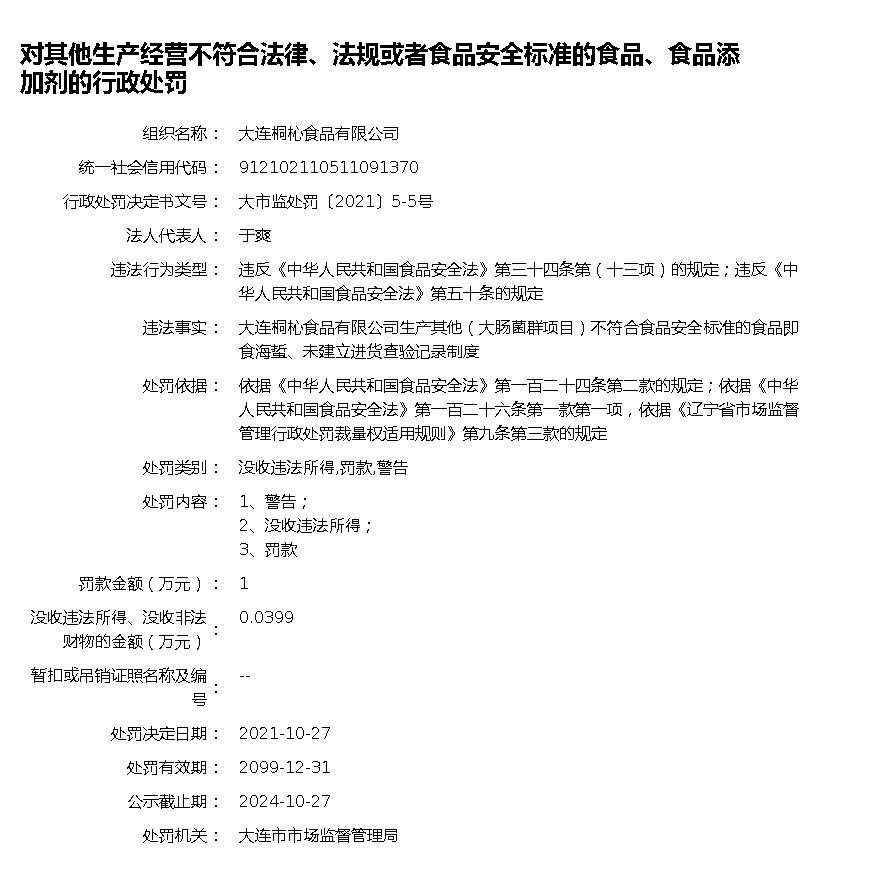 对其他生产经营不符合法律、法规或者食品安全标准的食品、食品添
加剂的行政处罚
组织名称： 大连桐杺食品有限公司
统一社会信用代码： 912102110511091370
行政处罚决定书文号： 大市监处罚〔2021〕5-5号
法人代表人： 于爽
违法行为类型： 违反《中华人民共和国食品安全法》第三十四条第（十三项）的规定；违反《中
华人民共和国食品安全法》第五十条的规定
违法事实： 大连桐杺食品有限公司生产其他（大肠菌群项目）不符合食品安全标准的食品即
食海蜇、未建立进货查验记录制度
处罚依据： 依据《中华人民共和国食品安全法》第一百二十四条第二款的规定；依据《中华
人民共和国食品安全法》第一百二十六条第一款第一项，依据《辽宁省市场监督
管理行政处罚裁量权适用规则》第九条第三款的规定
处罚类别： 没收违法所得,罚款,警告
处罚内容： 1、警告；
2、没收违法所得；
3、罚款
罚款金额（万元）： 1
没收违法所得、没收非法
财物的金额（万元）： 0.0399
暂扣或吊销证照名称及编
号： --
处罚决定日期： 2021-10-27
处罚有效期： 2099-12-31
公示截止期： 2024-10-27
处罚机关： 大连市市场监督管理局